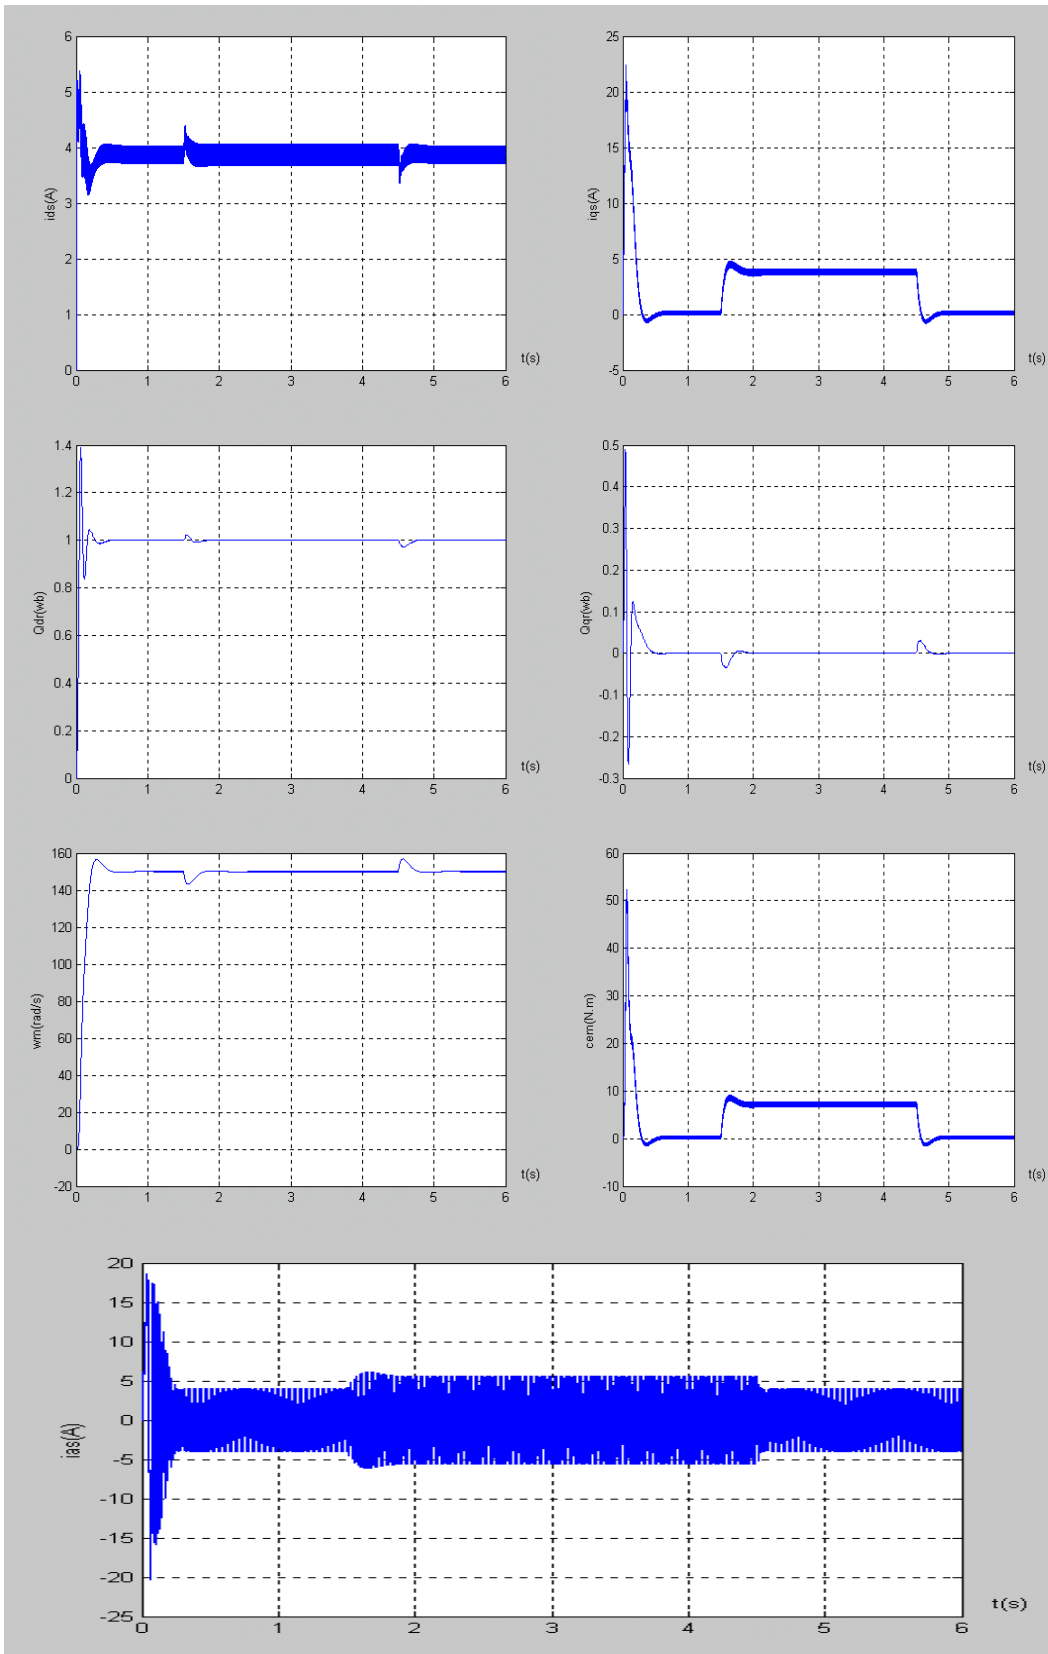 6
5
4
3
2
1
0
ids(A)
0 1 2 3 4 5 6
t(s)
25
20
15
10
5
0
-5
iqs(A)
0 1 2 3 4 5 6
t(s)
1.4
1.2
1
0.8
0.6
0.4
0.2
0
Qdr(wb)
0 1 2 3 4 5 6
t(s)
0.5
0.4
0.3
0.2
0.1
0
-0.1
-0.2
-0.3
Qqr(wb)
0 1 2 3 4 5 6
t(s)
160
140
120
100
80
60
40
20
0
-20
wm(rad/s)
0 1 2 3 4 5 6
t(s)
60
50
40
30
20
10
0
-10
cem(N.m)
0 1 2 3 4 5 6
t(s)
20
15
10
5
0
-5
-10
-15
-20
-25
ias(A)
0 1 2 3 4 5 6
t(s)